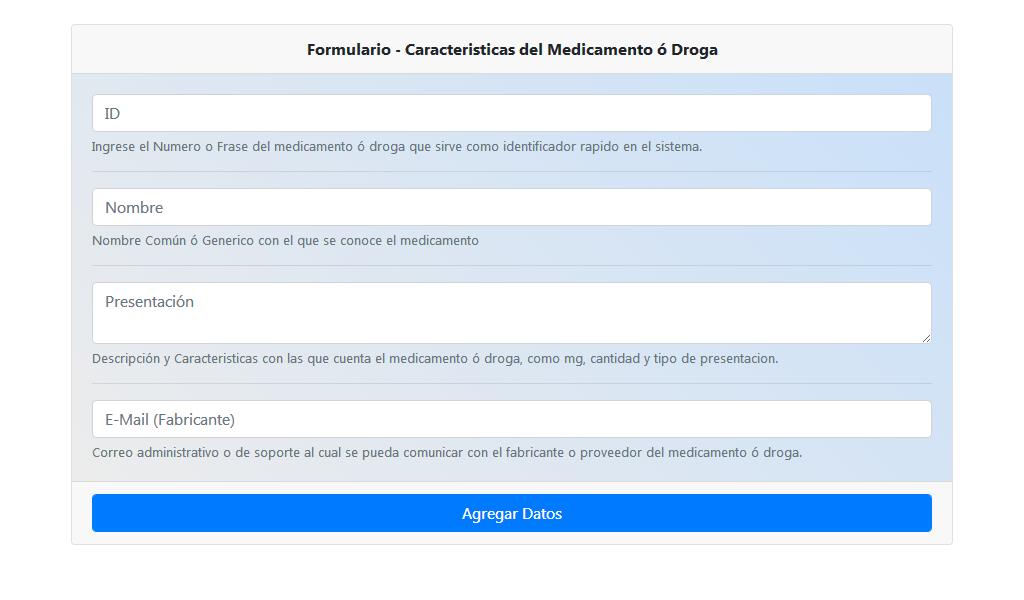 Formulario - Caracteristicas del Medicamento ó Droga
ID
Ingrese el Numero o Frase del medicamento ó droga que sirve como identificador rapido en el sistema.
Nombre
Nombre Común ó Generico con el que se conoce el medicamento
Presentación
Descripción y Caracteristicas con las que cuenta el medicamento ó droga, como mg, cantidad y tipo de presentacion.
E-Mail (Fabricante)
Correo administrativo o de soporte al cual se pueda comunicar con el fabricante o proveedor del medicamento ó droga.
Agregar Datos